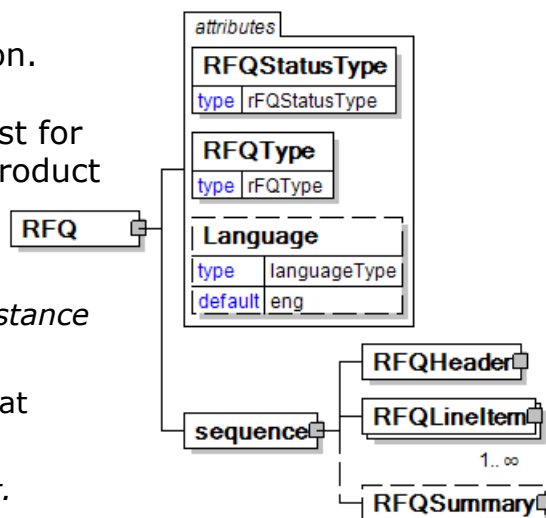 on.
st for
roduct
stance
at
attributes
RFQStatusType
type rFQStatusType
RFQType
type rFQType
Language
type languageType
default eng
RFQ
sequence
RFQHeader
RFQLineItem
1.. ∞
RFQSummary